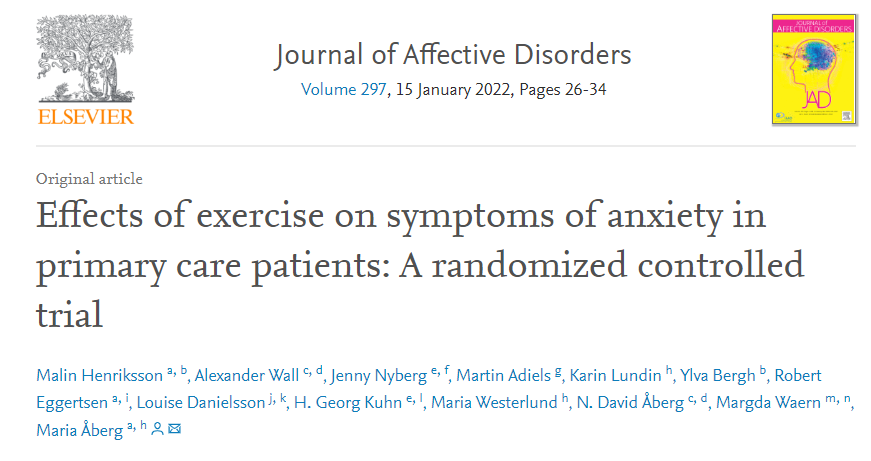 Journal of Affective Disorders
Volume 297, 15 January 2022, Pages 26-34
ELSEVIER
JOURNAL of
AFFECTIVE DISORDERS
JAD
Original article
Effects of exercise on symptoms of anxiety in
primary care patients: A randomized controlled
trial
Malin Henriksson a, b, Alexander Wall c, d, Jenny Nyberg e, f, Martin Adiels g, Karin Lundin h, Ylva Bergh b, Robert
Eggertsen a, i, Louise Danielsson j, k, H. Georg Kuhn e, l, Maria Westerlund h, N. David Åberg c, d, Margda Waern m, n,
Maria Åberg a, h